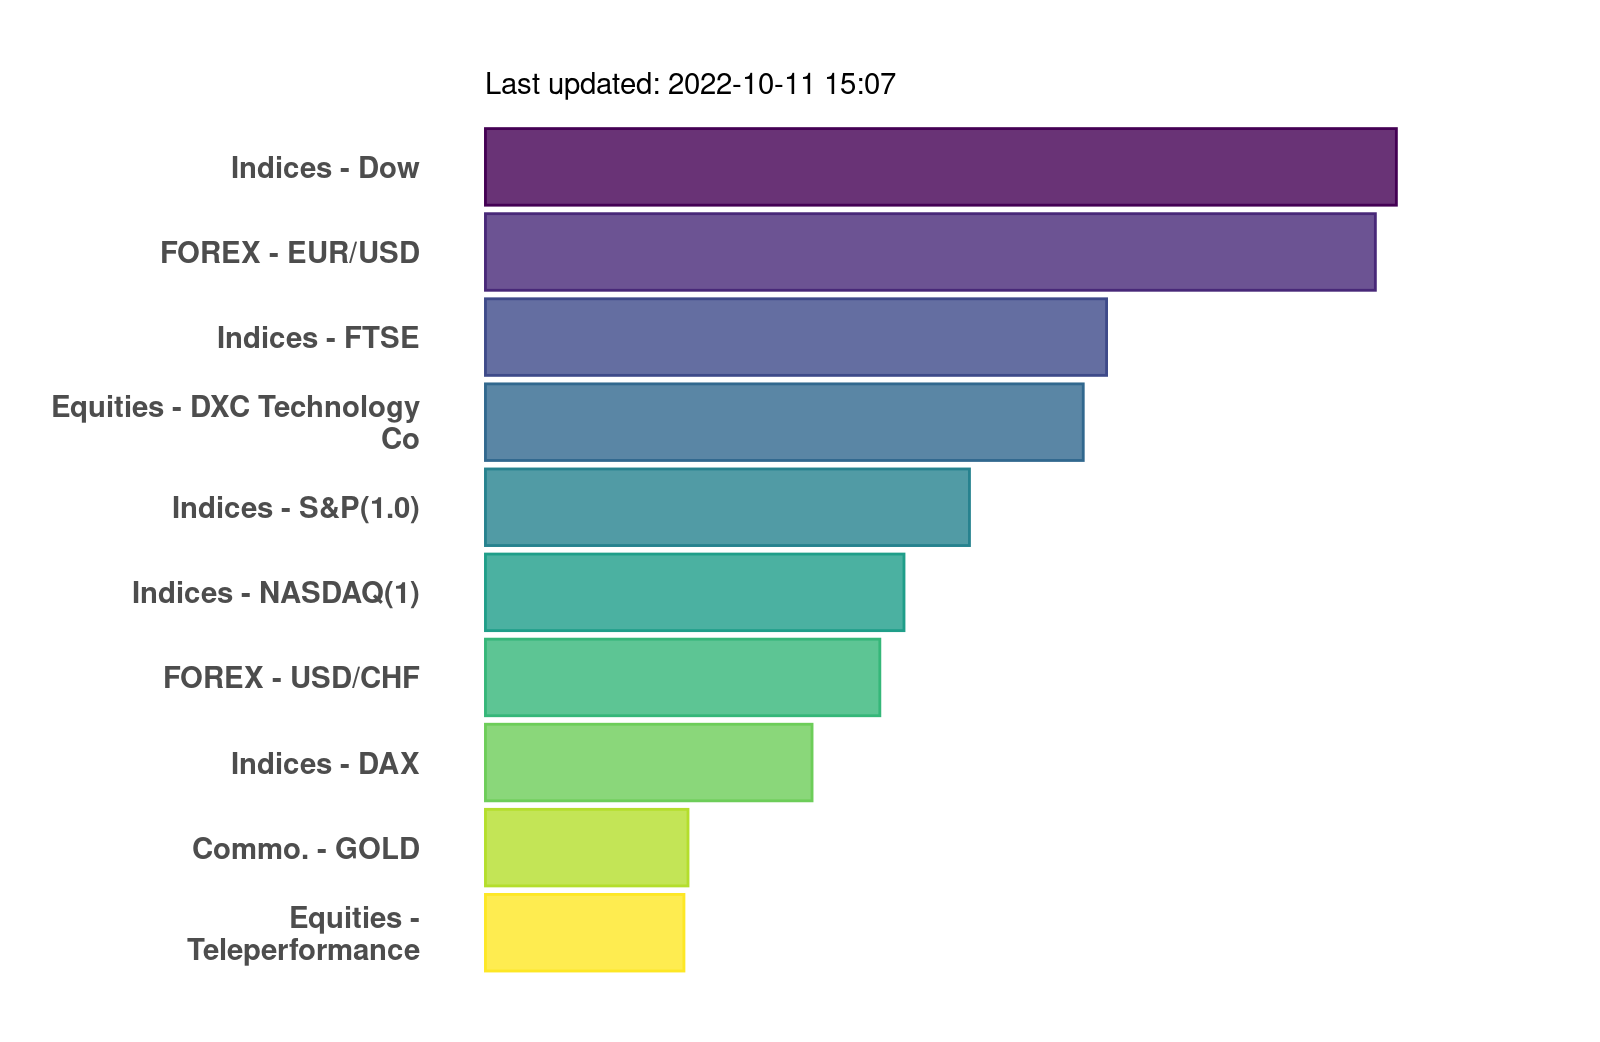 Last updated: 2022-10-11 15:07
Indices - Dow
FOREX - EUR/USD
Indices - FTSE
Equities - DXC Technology
Co
Indices - S&P(1.0)
Indices - NASDAQ(1)
FOREX - USD/CHF
Indices - DAX
Commo. - GOLD
Equities -
Teleperformance